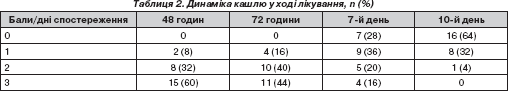 Таблиця 2. Динаміка кашлю у ході лікування, n (%)
Бали/дні спостереження 48 годин 72 години 7-й день 10-й день
0 0 0 7 (28) 16 (64)
1 2 (8) 4 (16) 9 (36) 8 (32)
2 8 (32) 10 (40) 5 (20) 1 (4)
3 15 (60) 11 (44) 4 (16) 0